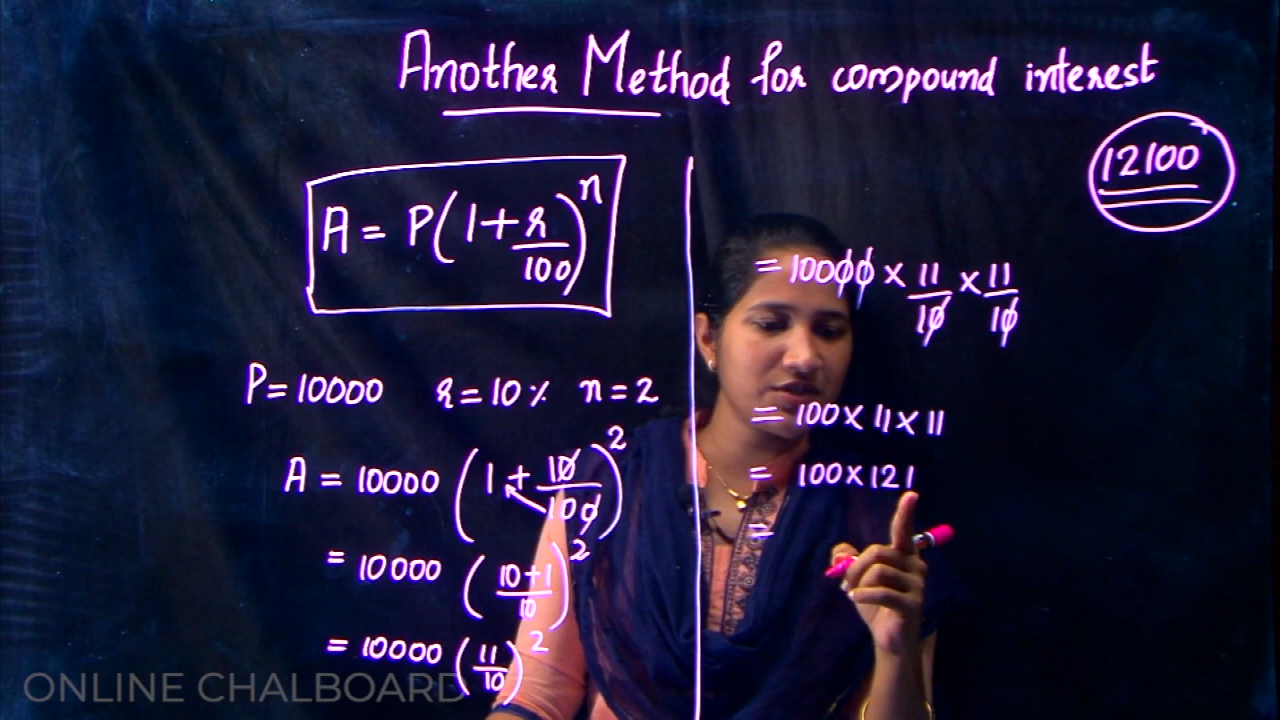 Another Method for compound interest
12100
A = P(1+r/100)^n
P=10000 r=10% n=2
A = 10000 (1+10/100)^2
= 10000 (10+1/10)^2
= 10000 (11/10)^2
= 10000 × 11/10 × 11/10
= 100 × 11 × 11
= 100 × 121
=
ONLINE CHALBOARD